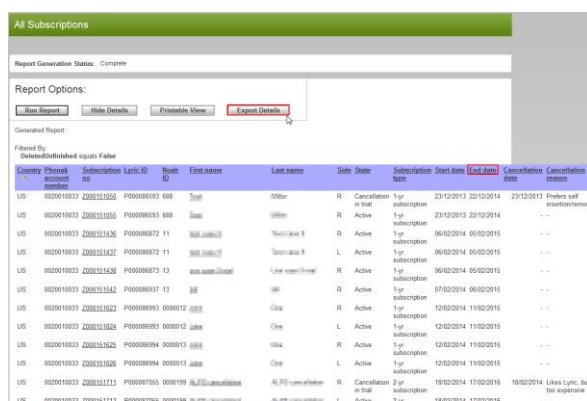 All Subscriptions
Report Generation Status: Complete
Report Options:
Run Report Hide Details Printable View Export Details
Generated Report:
Filtered By:
Deleted/Unfinished equals False
Country Phonak account number Subscription no Lyric ID Noah ID First name Last name Side State Subscription type Start date End date Cancellation date Cancellation reason
US 0020010033 Z000151050 P000086593 688 Test Miller R Cancellation in trial 1-yr subscription 23/12/2013 22/12/2014 23/12/2013 Prefers self insertion/remov
US 0020010033 Z000151055 P000086593 688 R Active 1-yr subscription 23/12/2013 22/12/2014 - -
US 0020010033 Z000151436 P000086872 11 R Active 1-yr subscription 06/02/2014 05/02/2015 - -
US 0020010033 Z000151437 P000086872 11 L Active 1-yr subscription 06/02/2014 05/02/2015 - -
US 0020010033 Z000151438 P000086873 13 R Active 1-yr subscription 06/02/2014 05/02/2015 - -
US 0020010033 Z000151542 P000086937 13 R Active 1-yr subscription 07/02/2014 06/02/2015 - -
US 0020010033 Z000151623 P000086993 0000012 R Active 1-yr subscription 12/02/2014 11/02/2015 - -
US 0020010033 Z000151624 P000086993 0000012 L Active 1-yr subscription 12/02/2014 11/02/2015 - -
US 0020010033 Z000151625 P000086994 0000013 R Active 1-yr subscription 12/02/2014 11/02/2015 - -
US 0020010033 Z000151626 P000086994 0000013 L Active 1-yr subscription 12/02/2014 11/02/2015 - -
US 0020010033 Z000151711 P000087055 0000199 R Cancellation in trial 2-yr subscription 18/02/2014 17/02/2016 18/02/2014 Likes Lyric, bu too expensive